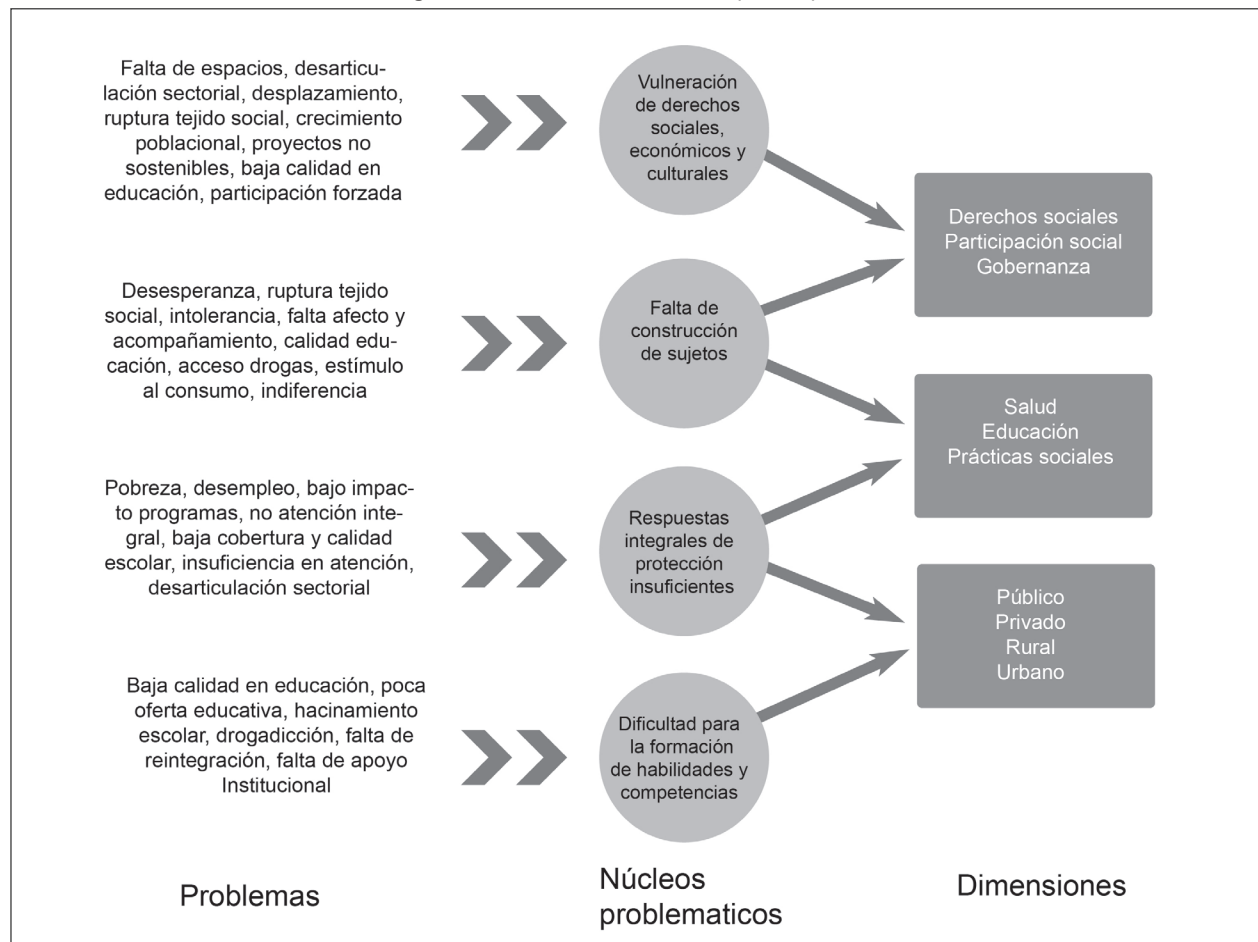 Falta de espacios, desarticu-
lación sectorial, desplazamiento,
ruptura tejido social, crecimiento
poblacional, proyectos no
sostenibles, baja calidad en
educación, participación forzada
Vulneración
de derechos
sociales,
económicos y
culturales
Derechos sociales
Participación social
Gobernanza
Desesperanza, ruptura tejido
social, intolerancia, falta afecto y
acompañamiento, calidad edu-
cación, acceso drogas, estímulo
al consumo, indiferencia
Falta de
construcción
de sujetos
Salud
Educación
Prácticas sociales
Pobreza, desempleo, bajo impac-
to programas, no atención inte-
gral, baja cobertura y calidad
escolar, insuficiencia en atención,
desarticulación sectorial
Respuestas
integrales de
protección
insuficientes
Público
Privado
Rural
Urbano
Baja calidad en educación, poca
oferta educativa, hacinamiento
escolar, drogadicción, falta de
reintegración, falta de apoyo
Institucional
Dificultad para
la formación
de habilidades y
competencias
Problemas
Núcleos
problematicos
Dimensiones